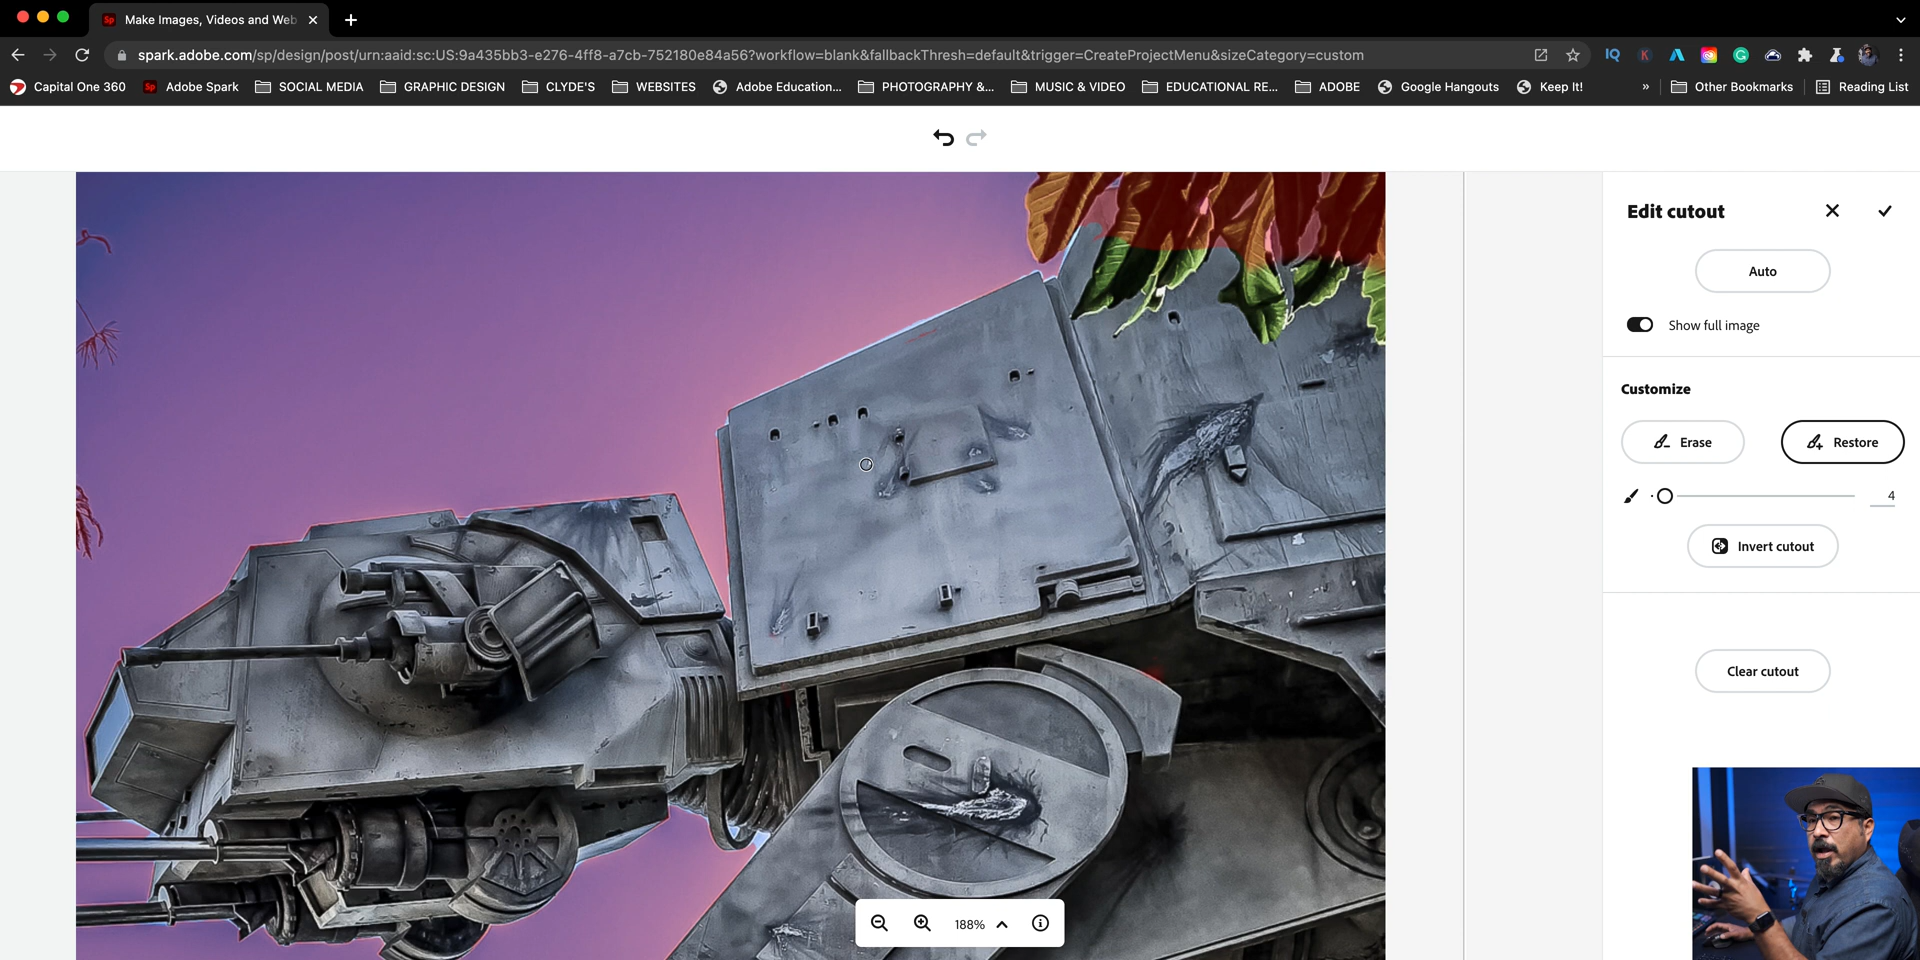 Sp Make Images, Videos and Web
spark.adobe.com/sp/design/post/urn:aaid:sc:US:9a435bb3-e276-4ff8-a7cb-752180e84a56?workflow=blank&fallbackThresh=default&trigger=CreateProjectMenu&sizeCategory=custom
IQ K G
Capital One 360 Sp Adobe Spark SOCIAL MEDIA GRAPHIC DESIGN CLYDE'S WEBSITES Adobe Education... PHOTOGRAPHY &... MUSIC & VIDEO EDUCATIONAL RE... ADOBE Google Hangouts Keep It! » Other Bookmarks Reading List
Edit cutout
Auto
Show full image
Customize
Erase Restore
4
Invert cutout
Clear cutout
188%